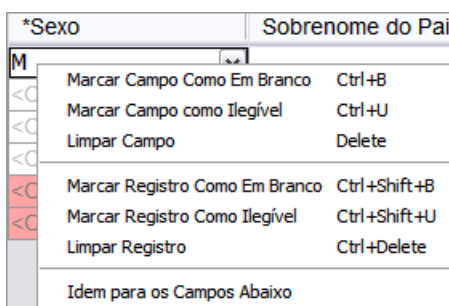 *Sexo Sobrenome do Pai
M
Marcar Campo Como Em Branco Ctrl+B
<C
Marcar Campo como Ilegível Ctrl+U
<C
Limpar Campo Delete
<C
Marcar Registro Como Em Branco Ctrl+Shift+B
<C
Marcar Registro Como Ilegível Ctrl+Shift+U
<C
Limpar Registro Ctrl+Delete
Idem para os Campos Abaixo